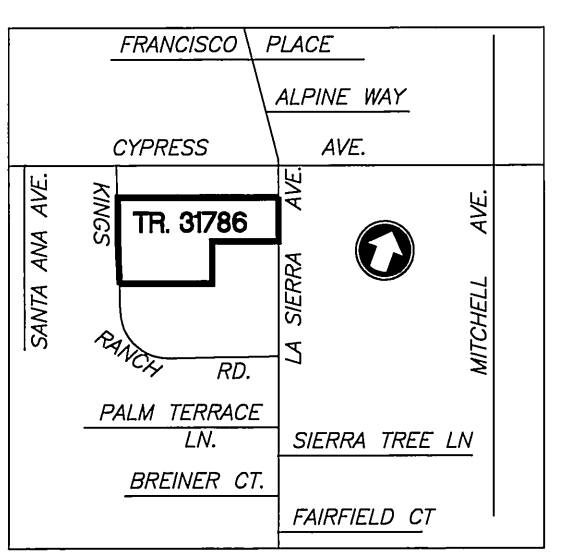 FRANCISCO PLACE
ALPINE WAY
CYPRESS AVE.
SANTA ANA AVE.
KINGS
TR. 31786
LA SIERRA AVE.
MITCHELL AVE.
RANCH
RD.
PALM TERRACE
LN.
SIERRA TREE LN
BREINER CT.
FAIRFIELD CT